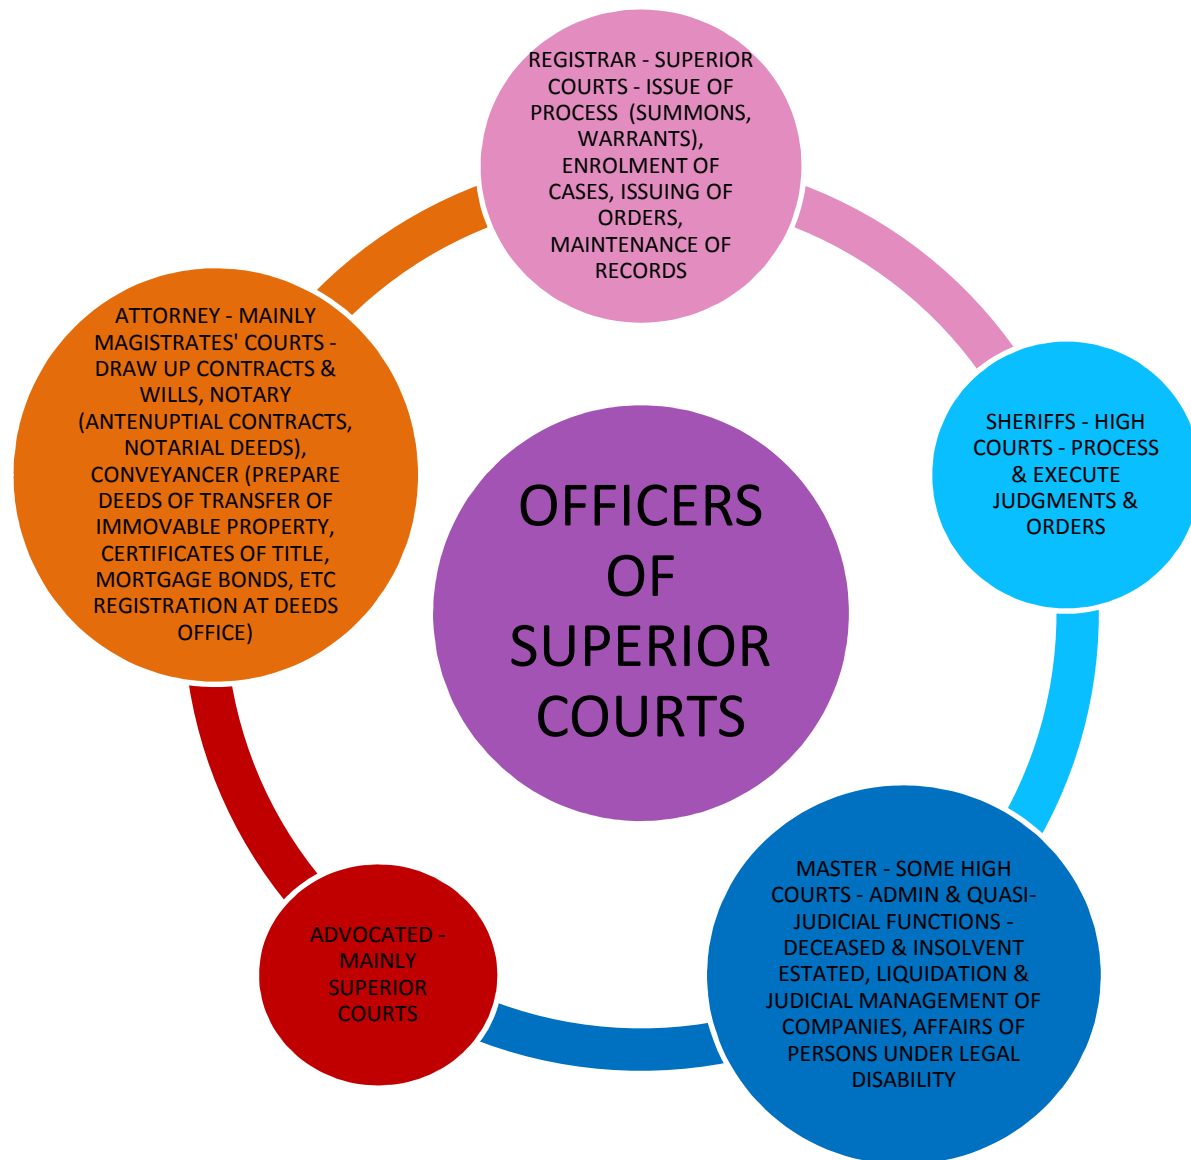 REGISTRAR - SUPERIOR
COURTS - ISSUE OF
PROCESS (SUMMONS,
WARRANTS),
ENROLMENT OF
CASES, ISSUING OF
ORDERS,
MAINTENANCE OF
RECORDS
SHERIFFS - HIGH
COURTS - PROCESS
& EXECUTE
JUDGMENTS &
ORDERS
MASTER - SOME HIGH
COURTS - ADMIN & QUASI-
JUDICIAL FUNCTIONS -
DECEASED & INSOLVENT
ESTATED, LIQUIDATION &
JUDICIAL MANAGEMENT OF
COMPANIES, AFFAIRS OF
PERSONS UNDER LEGAL
DISABILITY
ADVOCATED -
MAINLY
SUPERIOR
COURTS
ATTORNEY - MAINLY
MAGISTRATES' COURTS -
DRAW UP CONTRACTS &
WILLS, NOTARY
(ANTENUPTIAL CONTRACTS,
NOTARIAL DEEDS),
CONVEYANCER (PREPARE
DEEDS OF TRANSFER OF
IMMOVABLE PROPERTY,
CERTIFICATES OF TITLE,
MORTGAGE BONDS, ETC
REGISTRATION AT DEEDS
OFFICE)
OFFICERS
OF
SUPERIOR
COURTS